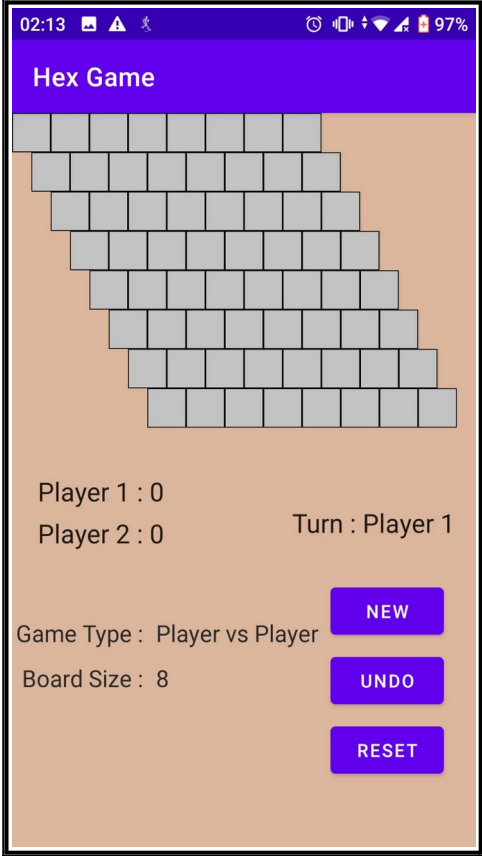 02:13 97%
Hex Game
Player 1 : 0
Player 2 : 0
Turn : Player 1
NEW
Game Type : Player vs Player
Board Size : 8
UNDO
RESET